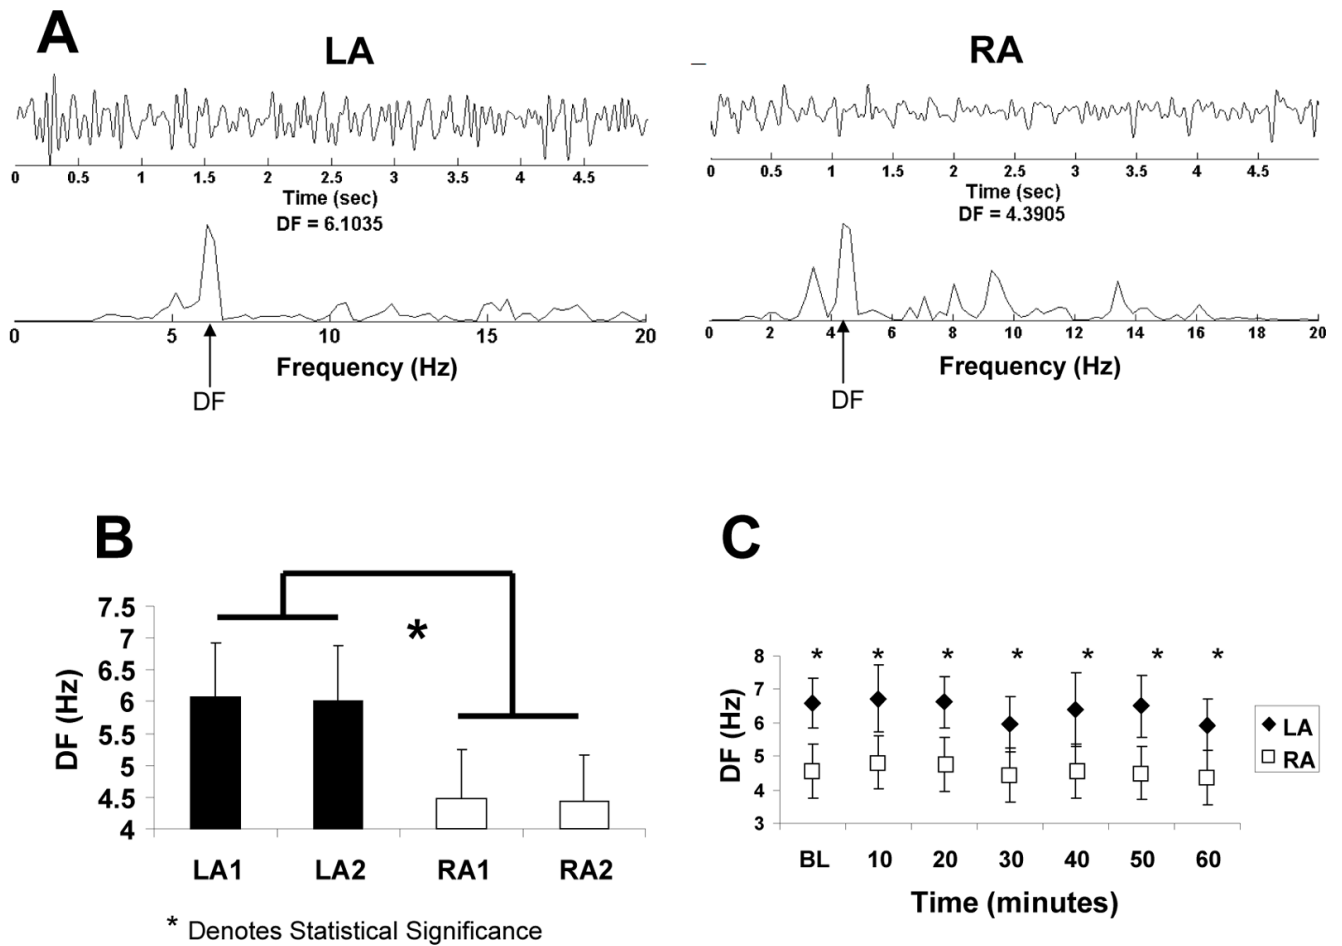 A
LA
0 0.5 1 1.5 2 2.5 3 3.5 4 4.5
Time (sec)
DF = 6.1035
0 5 10 15 20
Frequency (Hz)
DF
RA
0 0.5 1 1.5 2 2.5 3 3.5 4 4.5
Time (sec)
DF = 4.3905
0 2 4 6 8 10 12 14 16 18 20
Frequency (Hz)
DF
B
7.5
7
6.5
6
5.5
5
4.5
4
DF (Hz)
*
LA1 LA2 RA1 RA2
* Denotes Statistical Significance
C
* * * * * * *
8
7
6
5
4
3
DF (Hz)
BL 10 20 30 40 50 60
Time (minutes)
LA
RA